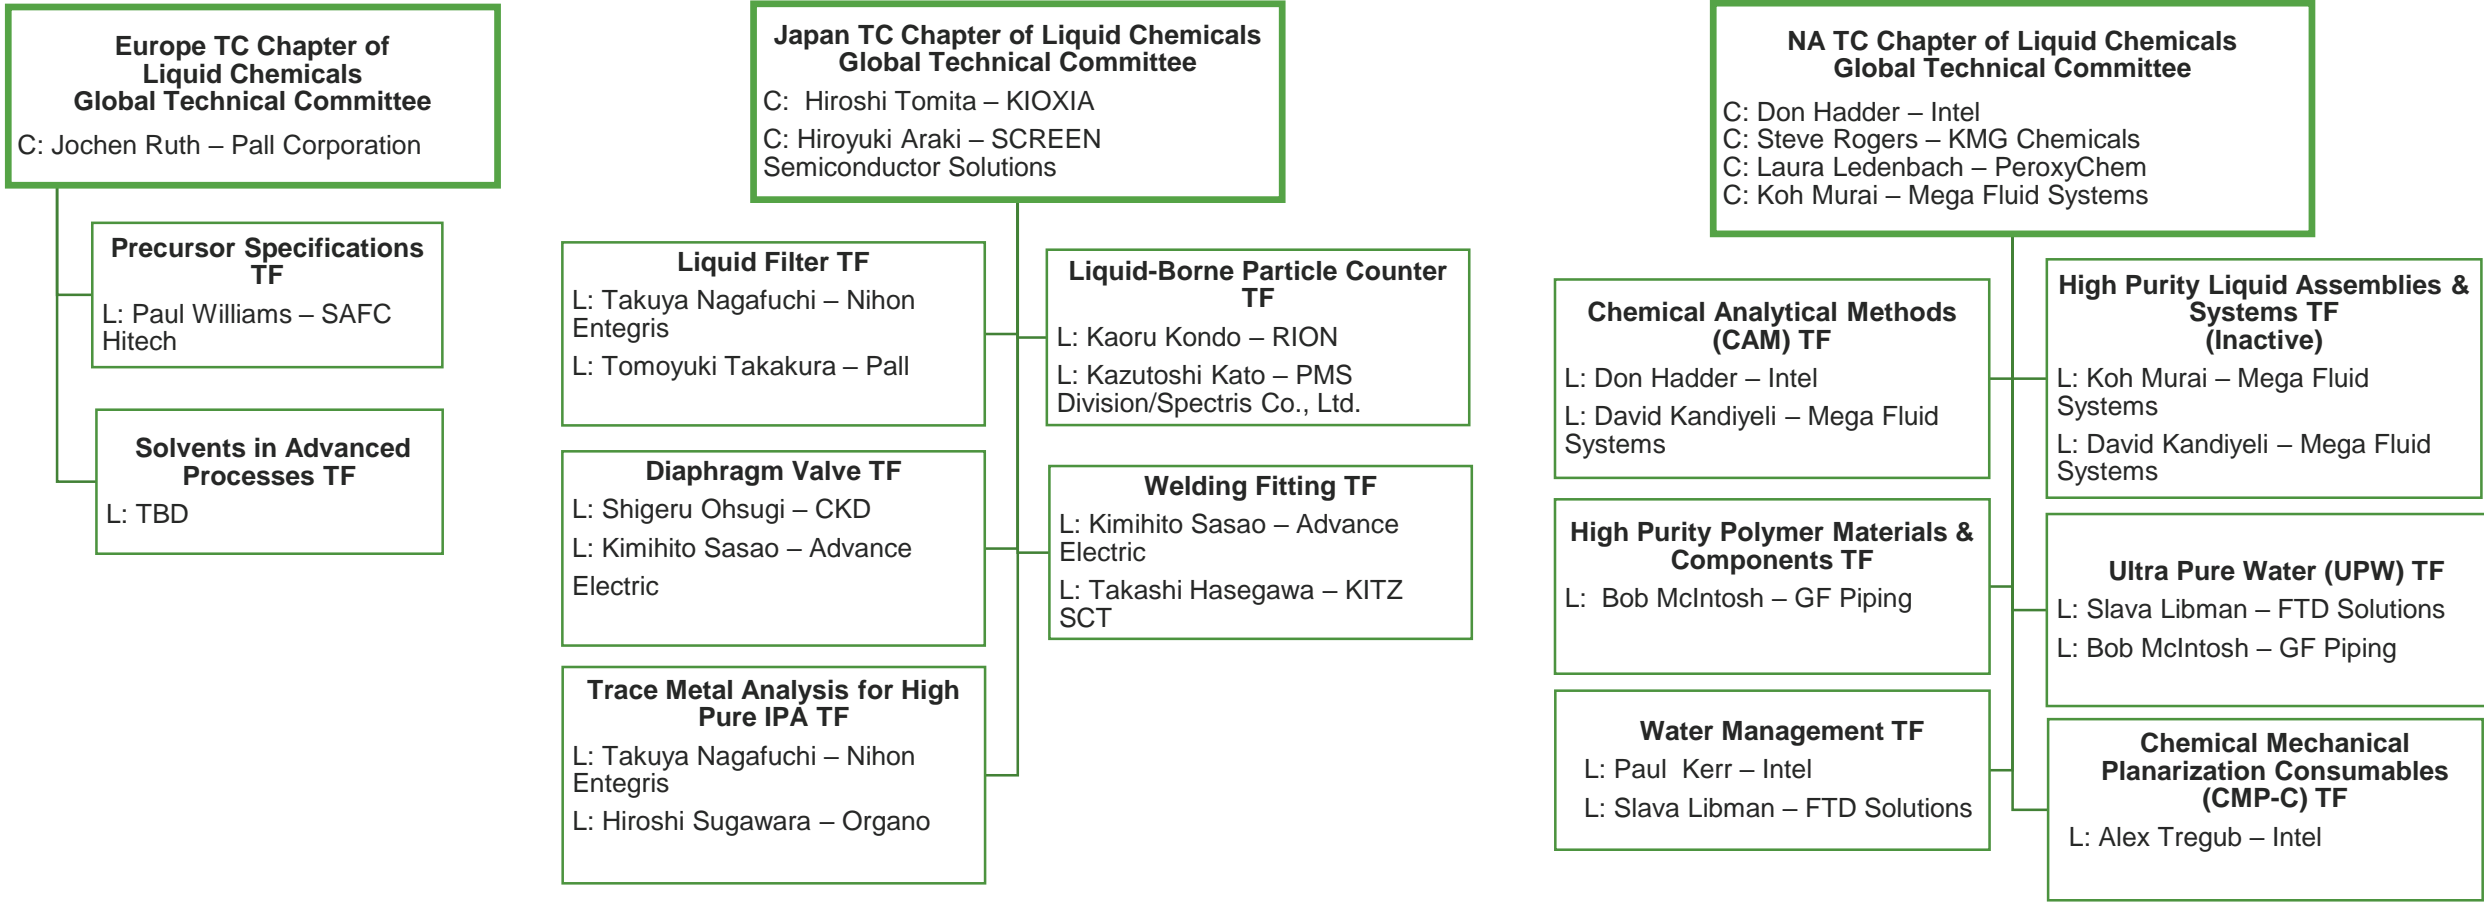 Europe TC Chapter of
Liquid Chemicals
Global Technical Committee
C: Jochen Ruth – Pall Corporation
Precursor Specifications
TF
L: Paul Williams – SAFC
Hitech
Solvents in Advanced
Processes TF
L: TBD
Japan TC Chapter of Liquid Chemicals
Global Technical Committee
C:  Hiroshi Tomita – KIOXIA
C: Hiroyuki Araki – SCREEN
Semiconductor Solutions
Liquid Filter TF
L: Takuya Nagafuchi – Nihon
Entegris
L: Tomoyuki Takakura – Pall
Liquid-Borne Particle Counter
TF
L: Kaoru Kondo – RION
L: Kazutoshi Kato – PMS
Division/Spectris Co., Ltd.
Diaphragm Valve TF
L: Shigeru Ohsugi – CKD
L: Kimihito Sasao – Advance
Electric
Welding Fitting TF
L: Kimihito Sasao – Advance
Electric
L: Takashi Hasegawa – KITZ
SCT
Trace Metal Analysis for High
Pure IPA TF
L: Takuya Nagafuchi – Nihon
Entegris
L: Hiroshi Sugawara – Organo
NA TC Chapter of Liquid Chemicals
Global Technical Committee
C: Don Hadder – Intel
C: Steve Rogers – KMG Chemicals
C: Laura Ledenbach – PeroxyChem
C: Koh Murai – Mega Fluid Systems
Chemical Analytical Methods
(CAM) TF
L: Don Hadder – Intel
L: David Kandiyeli – Mega Fluid
Systems
High Purity Liquid Assemblies &
Systems TF
(Inactive)
L: Koh Murai – Mega Fluid
Systems
L: David Kandiyeli – Mega Fluid
Systems
High Purity Polymer Materials &
Components TF
L:  Bob McIntosh – GF Piping
Ultra Pure Water (UPW) TF
L: Slava Libman – FTD Solutions
L: Bob McIntosh – GF Piping
Water Management TF
L: Paul  Kerr – Intel
L: Slava Libman – FTD Solutions
Chemical Mechanical
Planarization Consumables
(CMP-C) TF
L: Alex Tregub – Intel